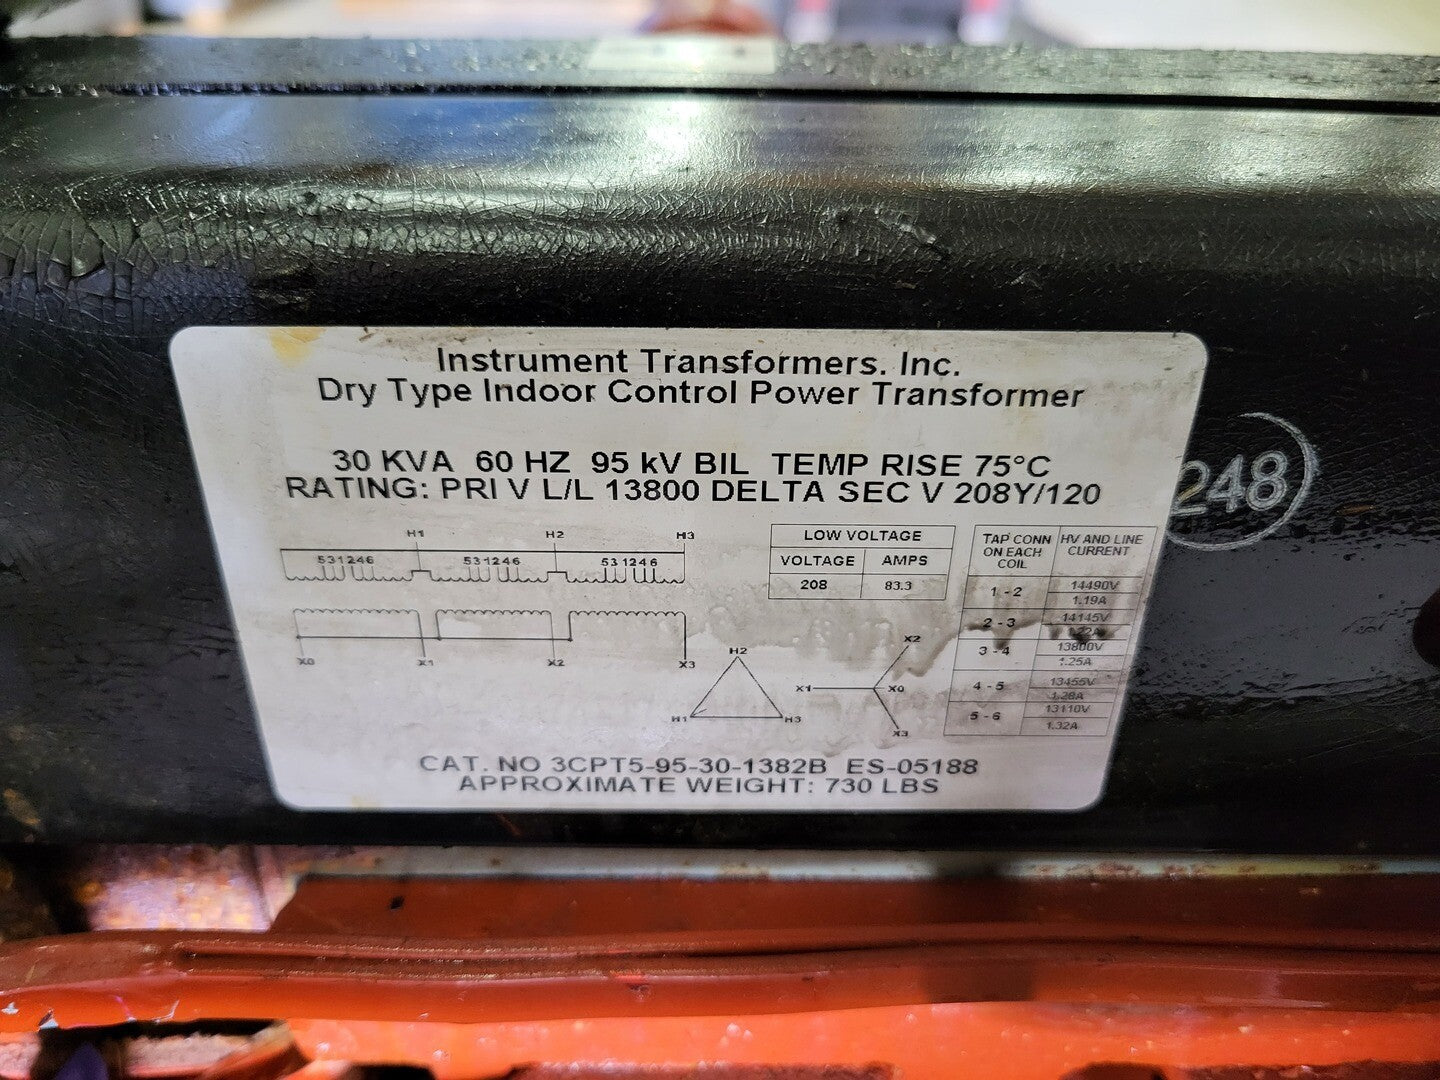 Instrument Transformers. Inc.
Dry Type Indoor Control Power Transformer
30 KVA 60 HZ 95 kV BIL TEMP RISE 75°C
RATING: PRI V L/L 13800 DELTA SEC V 208Y/120
H1 H2 H3
531246 531246 531246
X0 X1 X2 X3
LOW VOLTAGE
VOLTAGE AMPS
208 83.3
H2
H1 H3
X2
X1 X0
X3
TAP CONN ON EACH COIL HV AND LINE CURRENT
1 - 2 14490V
1.19A
2 - 3 14145V
1.22A
3 - 4 13800V
1.25A
4 - 5 13455V
1.28A
5 - 6 13110V
1.32A
CAT. NO 3CPT5-95-30-1382B ES-05188
APPROXIMATE WEIGHT: 730 LBS
248